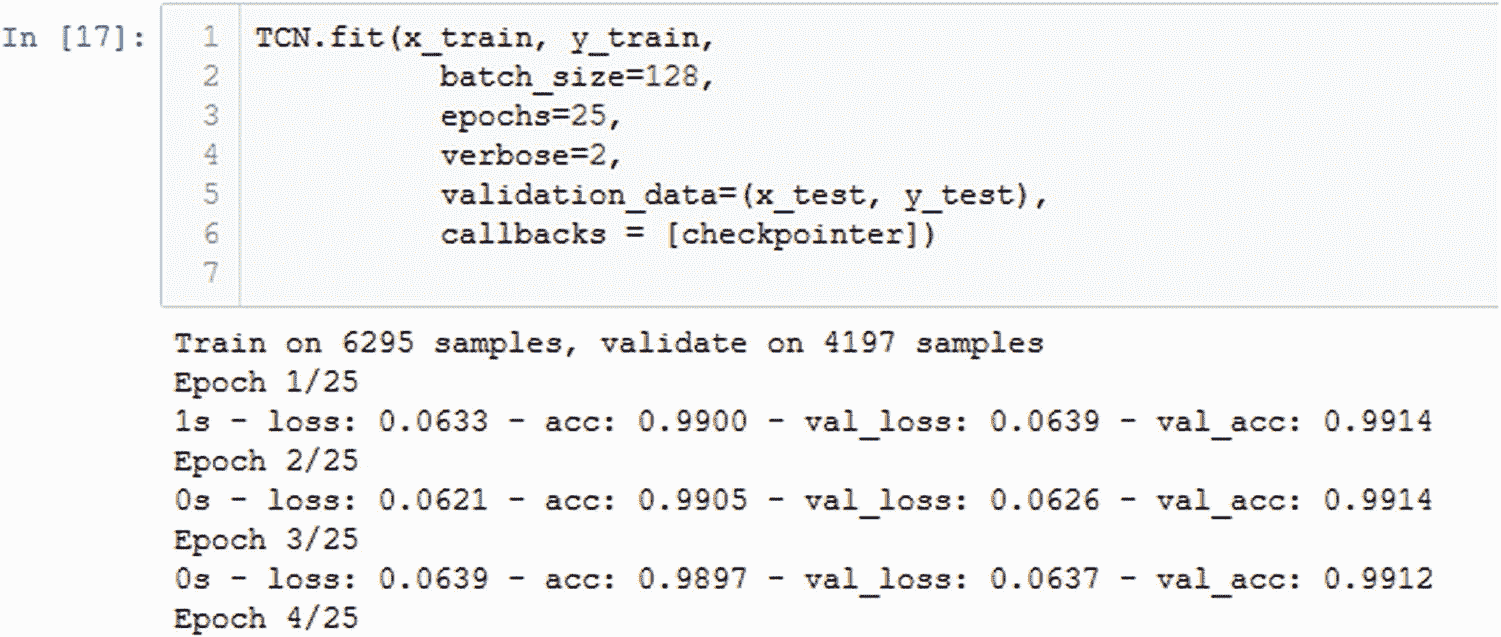 In [17]:
1 TCN.fit(x_train, y_train,
2 batch_size=128,
3 epochs=25,
4 verbose=2,
5 validation_data=(x_test, y_test),
6 callbacks = [checkpointer])
7
Train on 6295 samples, validate on 4197 samples
Epoch 1/25
1s - loss: 0.0633 - acc: 0.9900 - val_loss: 0.0639 - val_acc: 0.9914
Epoch 2/25
0s - loss: 0.0621 - acc: 0.9905 - val_loss: 0.0626 - val_acc: 0.9914
Epoch 3/25
0s - loss: 0.0639 - acc: 0.9897 - val_loss: 0.0637 - val_acc: 0.9912
Epoch 4/25